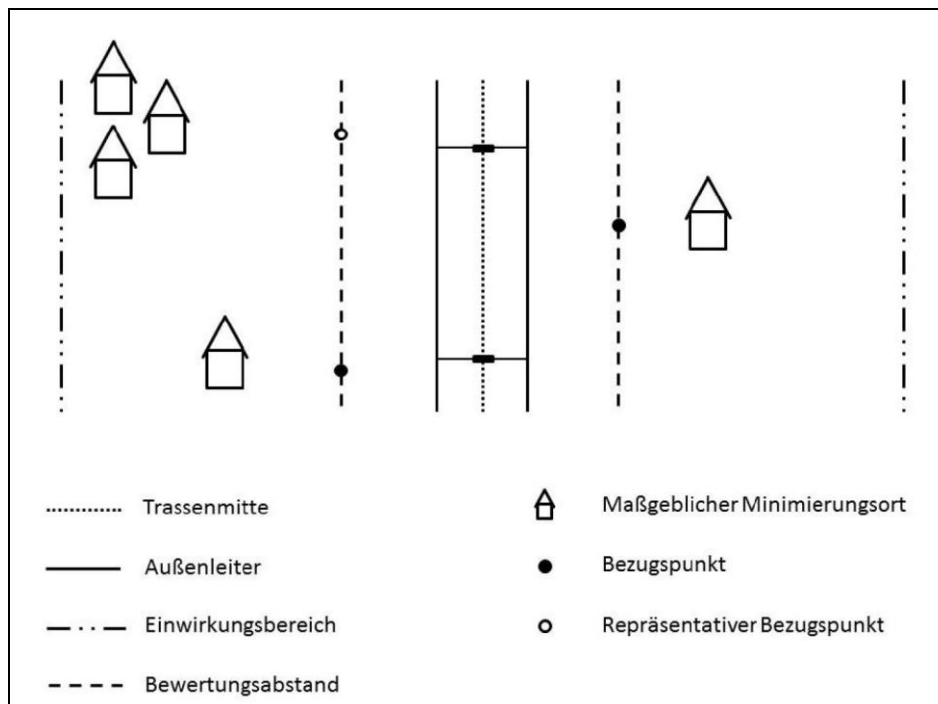 Trassenmitte
Außenleiter
Einwirkungsbereich
Bewertungsabstand
Maßgeblicher Minimierungsort
Bezugspunkt
Repräsentativer Bezugspunkt